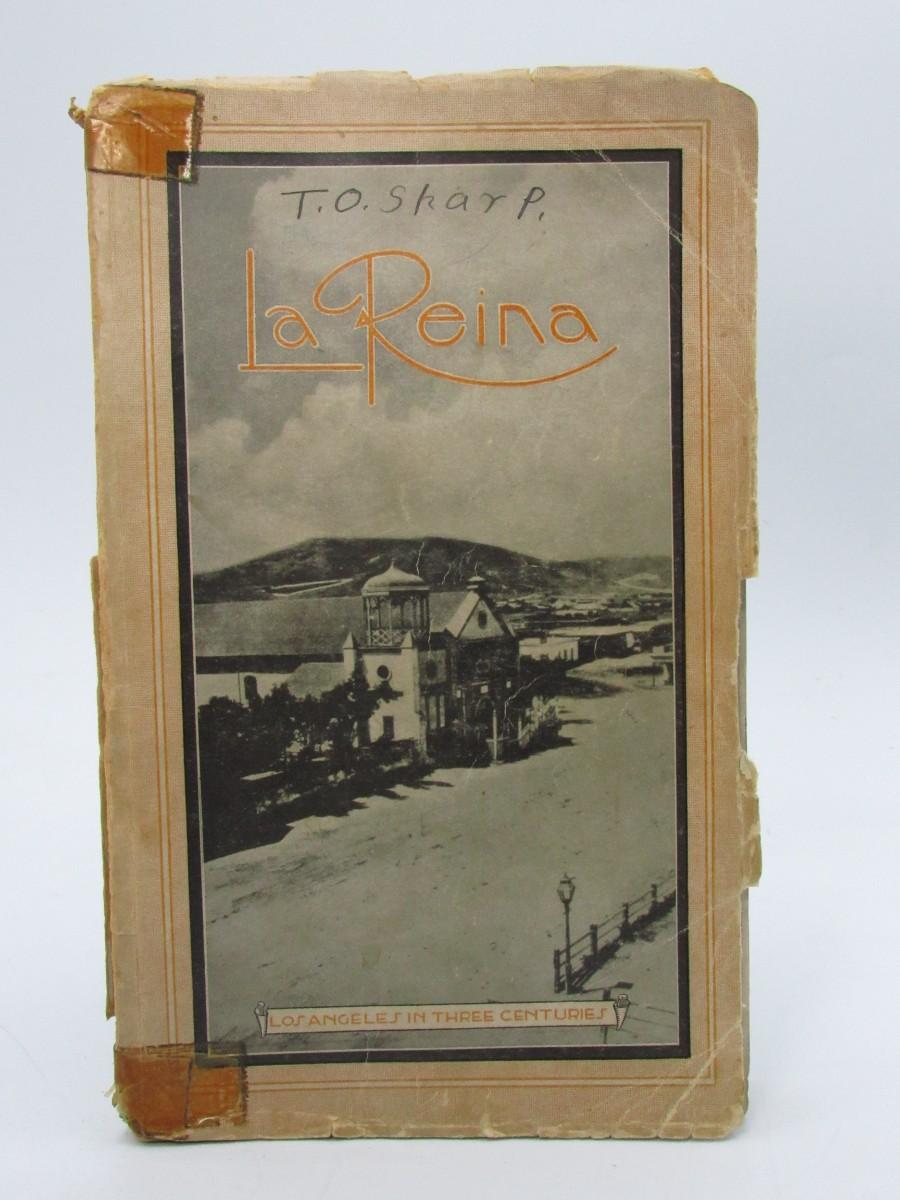 T.O. Sharp.
La Reina
LOS ANGELES IN THREE CENTURIES